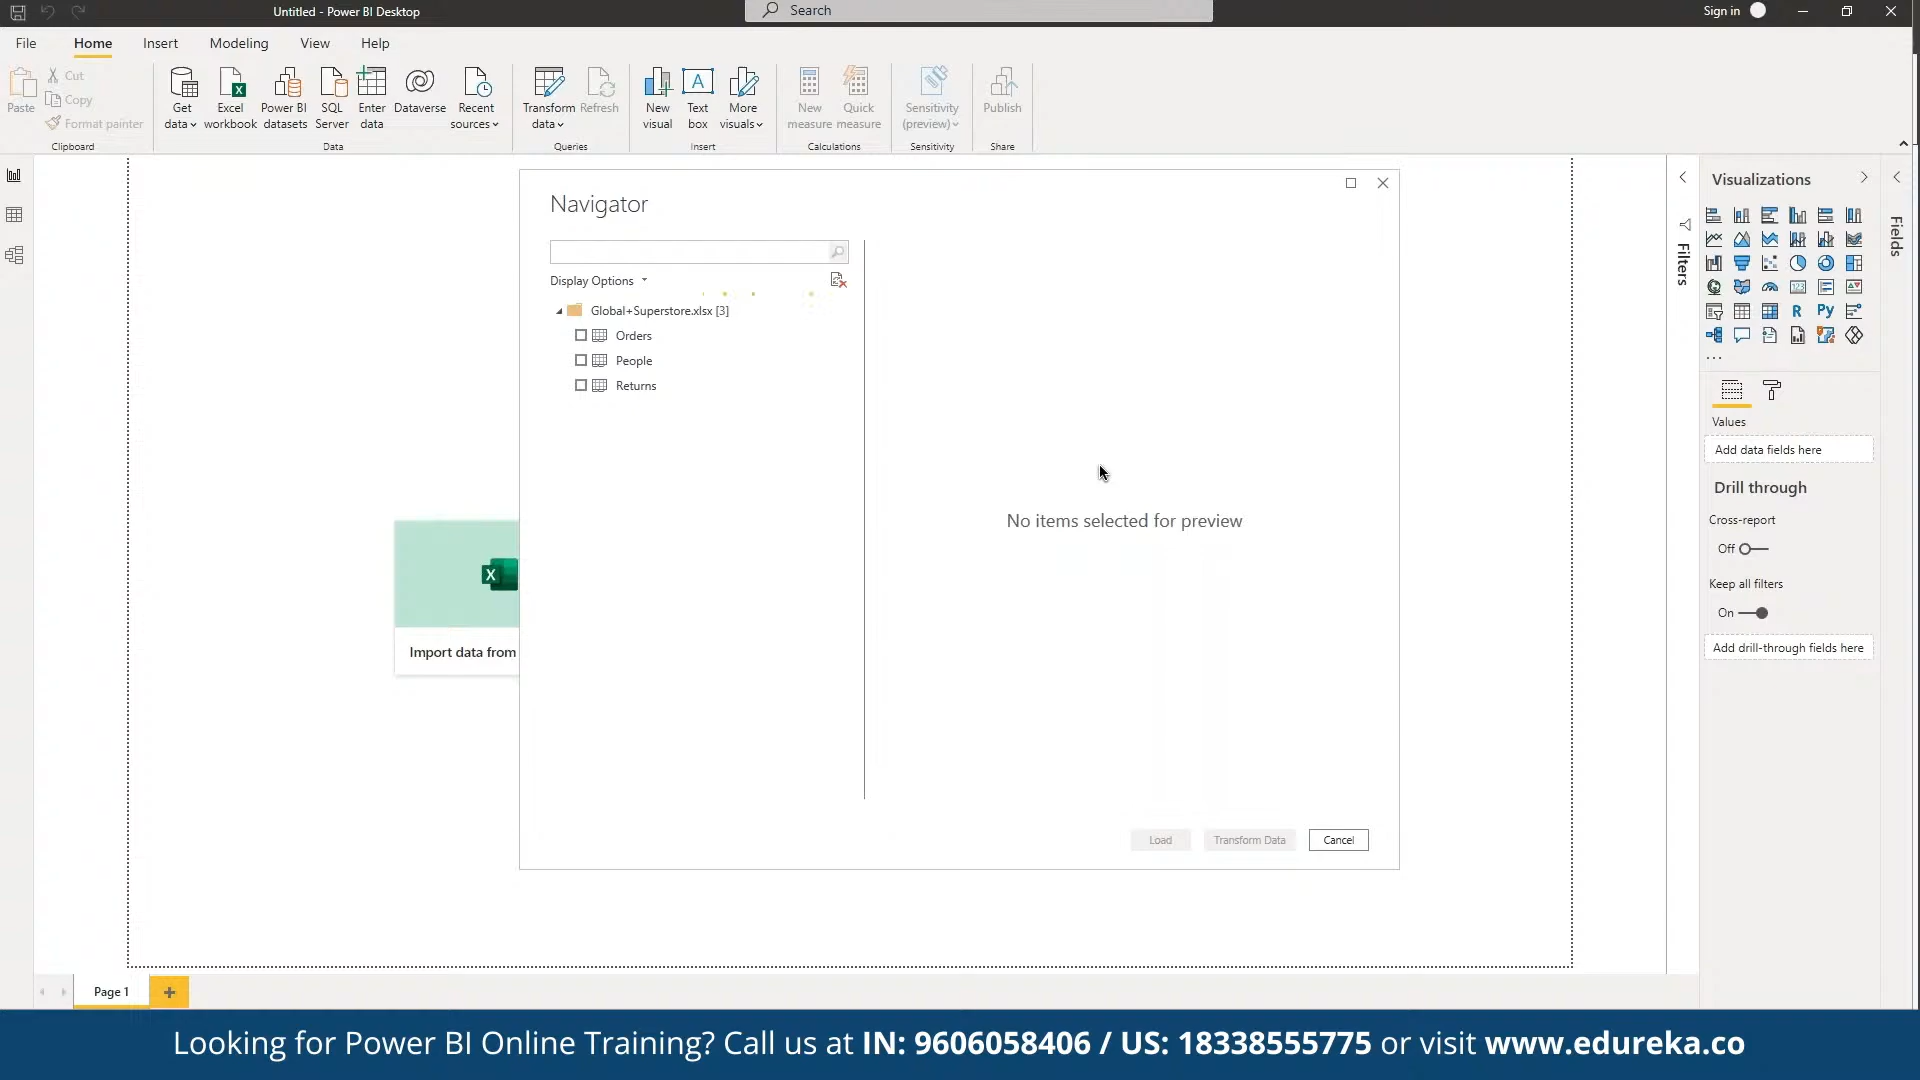 Untitled - Power BI Desktop
Search
Sign in
File
Home
Insert
Modeling
View
Help
Paste
Cut
Copy
Format painter
Clipboard
Get data
Excel workbook
Power BI datasets
SQL Server
Enter data
Dataverse
Recent sources
Data
Transform data
Refresh
Queries
New visual
Text box
More visuals
Insert
New measure
Quick measure
Calculations
Sensitivity (preview)
Sensitivity
Publish
Share
Navigator
Display Options
Global+Superstore.xlsx [3]
Orders
People
Returns
No items selected for preview
Load
Transform Data
Cancel
Import data from
Filters
Visualizations
R
Py
123
Values
Add data fields here
Drill through
Cross-report
Off
Keep all filters
On
Add drill-through fields here
Fields
Page 1
Looking for Power BI Online Training? Call us at IN: 9606058406 / US: 18338555775 or visit www.edureka.co